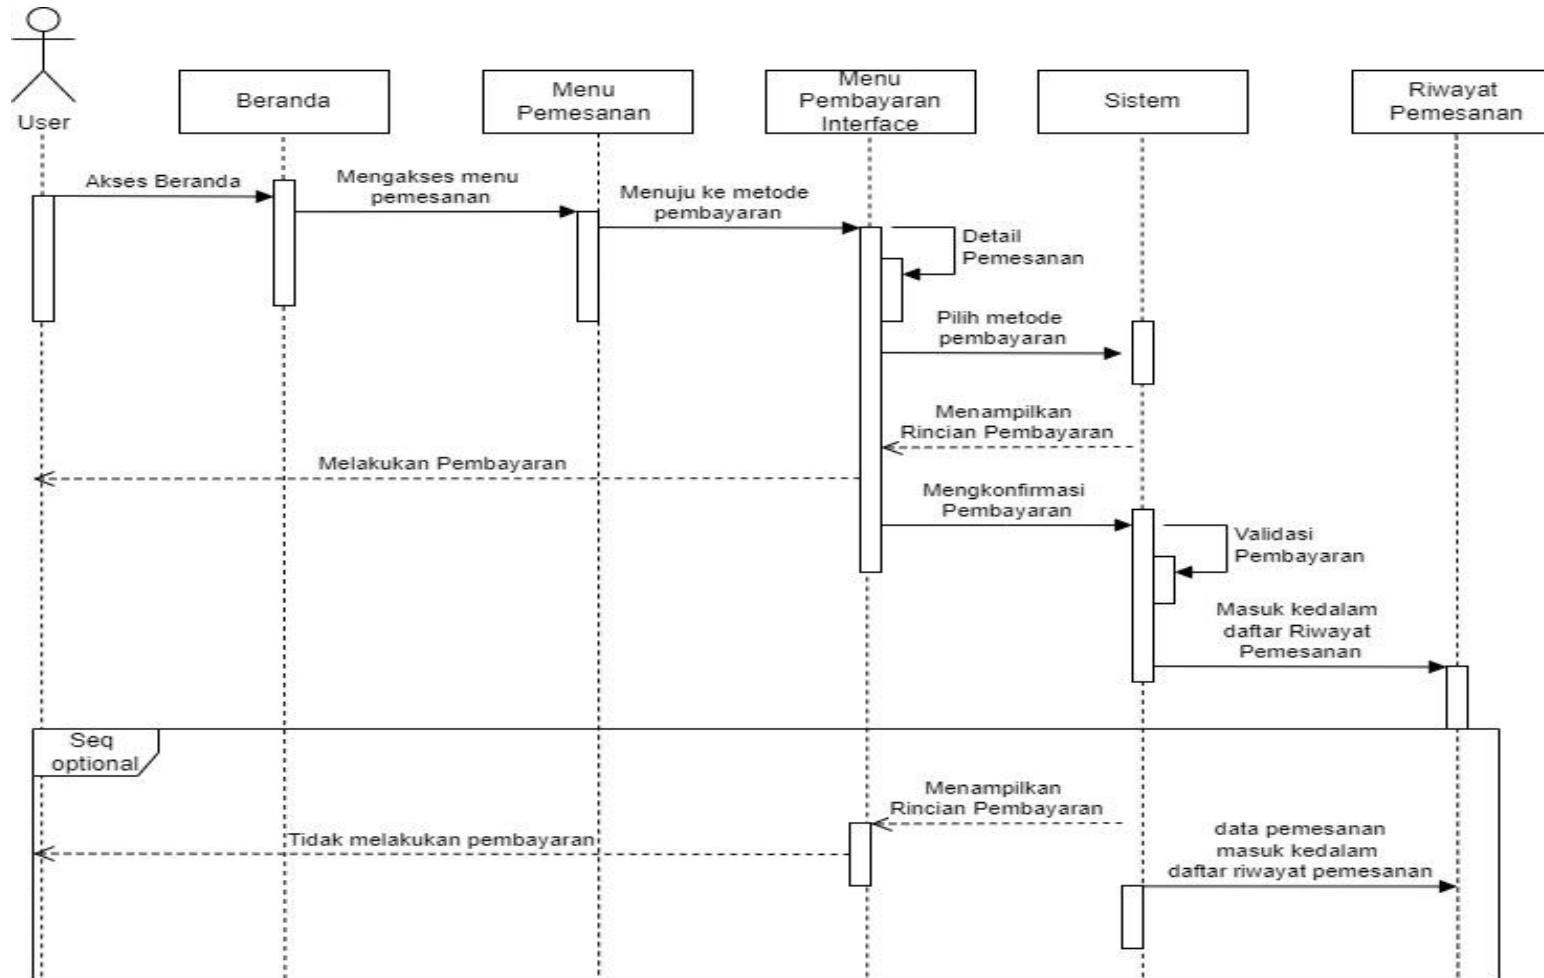 User
Beranda
Menu
Pemesanan
Menu
Pembayaran
Interface
Sistem
Riwayat
Pemesanan
Akses Beranda
Mengakses menu
pemesanan
Menuju ke metode
pembayaran
Detail
Pemesanan
Pilih metode
pembayaran
Menampilkan
Rincian Pembayaran
Melakukan Pembayaran
Mengkonfirmasi
Pembayaran
Validasi
Pembayaran
Masuk kedalam
daftar Riwayat
Pemesanan
Seq
optional
Menampilkan
Rincian Pembayaran
Tidak melakukan pembayaran
data pemesanan
masuk kedalam
daftar riwayat pemesanan